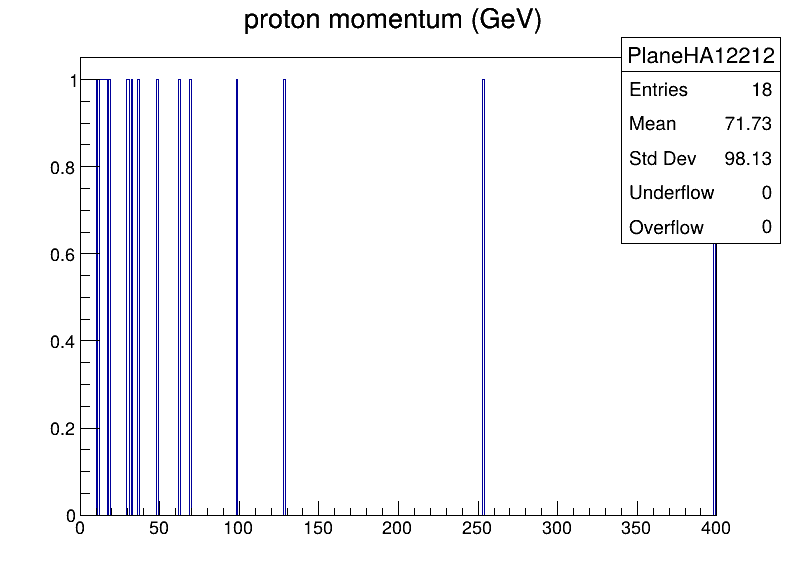 proton momentum (GeV)
PlaneHA12212
Entries 18
Mean 71.73
Std Dev 98.13
Underflow 0
Overflow 0
1
0.8
0.6
0.4
0.2
0
0 50 100 150 200 250 300 350 400